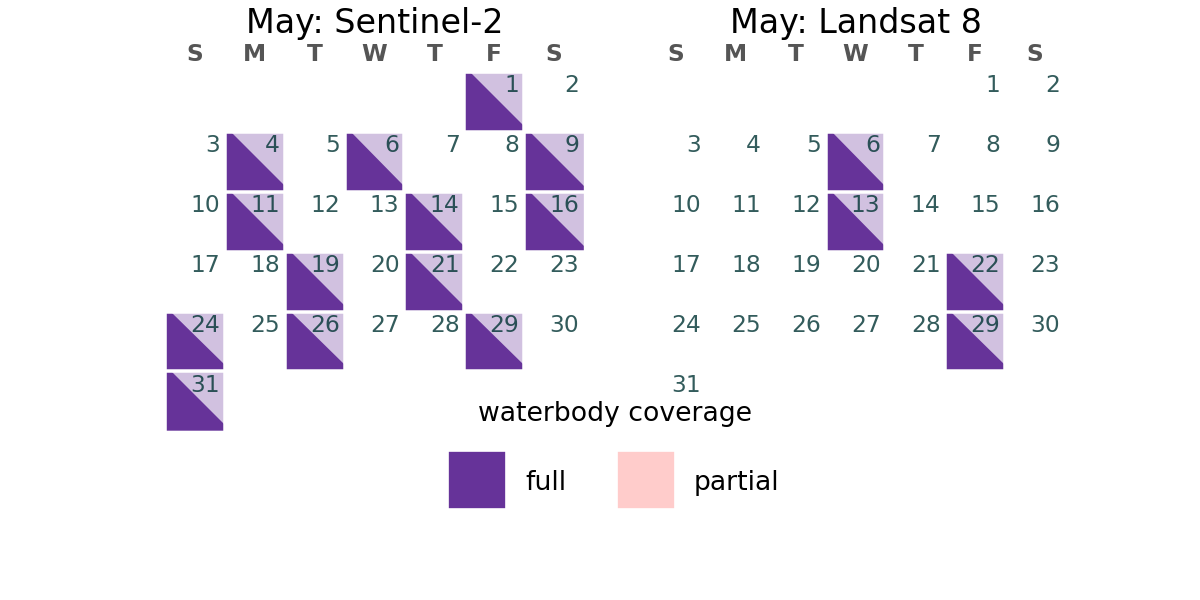 May: Sentinel-2
S M T W T F S
1 2
3 4 5 6 7 8 9
10 11 12 13 14 15 16
17 18 19 20 21 22 23
24 25 26 27 28 29 30
31
May: Landsat 8
S M T W T F S
1 2
3 4 5 6 7 8 9
10 11 12 13 14 15 16
17 18 19 20 21 22 23
24 25 26 27 28 29 30
31
waterbody coverage
full partial